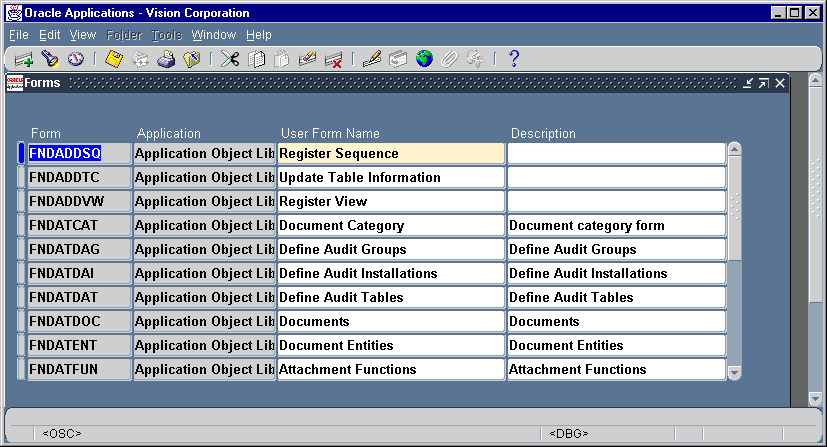 Oracle Applications - Vision Corporation
File Edit View Folder Tools Window Help
ORACLE Forms
Form Application User Form Name Description
FNDADDSQ Application Object Lib Register Sequence
FNDADDTC Application Object Lib Update Table Information
FNDADDVW Application Object Lib Register View
FNDATCAT Application Object Lib Document Category Document category form
FNDATDAG Application Object Lib Define Audit Groups Define Audit Groups
FNDATDAI Application Object Lib Define Audit Installations Define Audit Installations
FNDATDAT Application Object Lib Define Audit Tables Define Audit Tables
FNDATDOC Application Object Lib Documents Documents
FNDATENT Application Object Lib Document Entities Document Entities
FNDATFUN Application Object Lib Attachment Functions Attachment Functions
<OSC> <DBG>